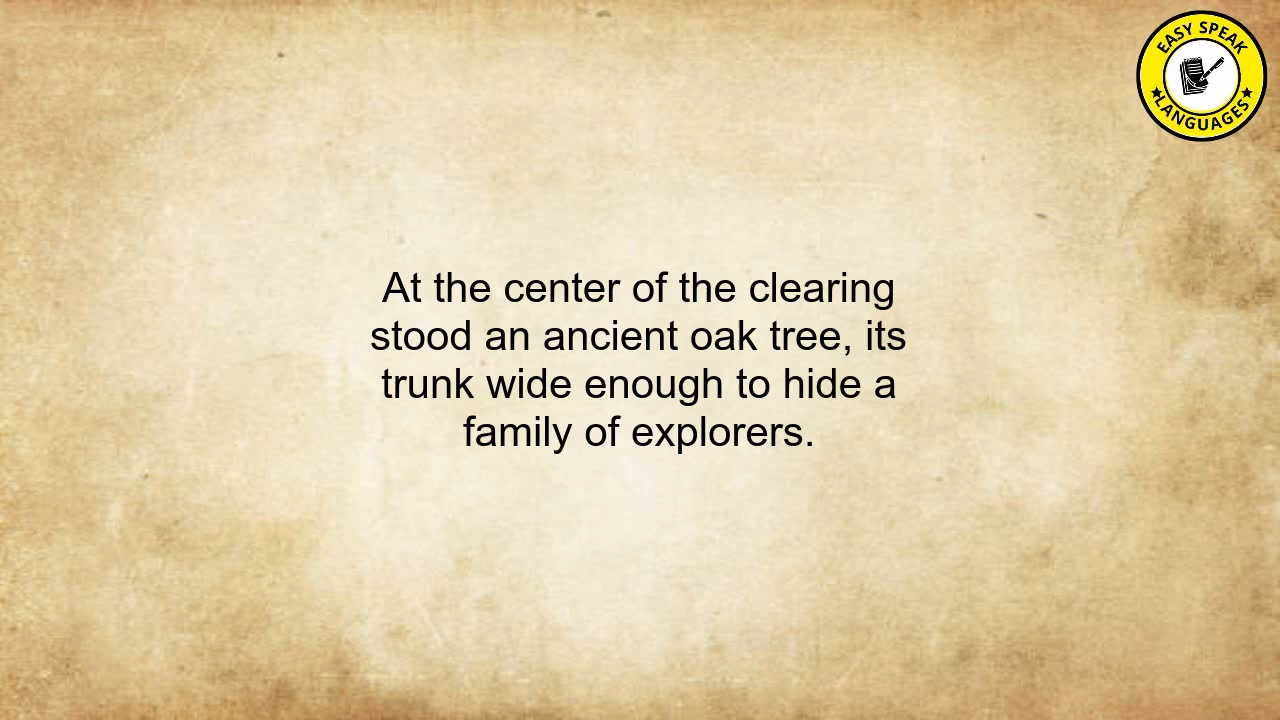 EASY SPEAK
LANGUAGES
At the center of the clearing
stood an ancient oak tree, its
trunk wide enough to hide a
family of explorers.